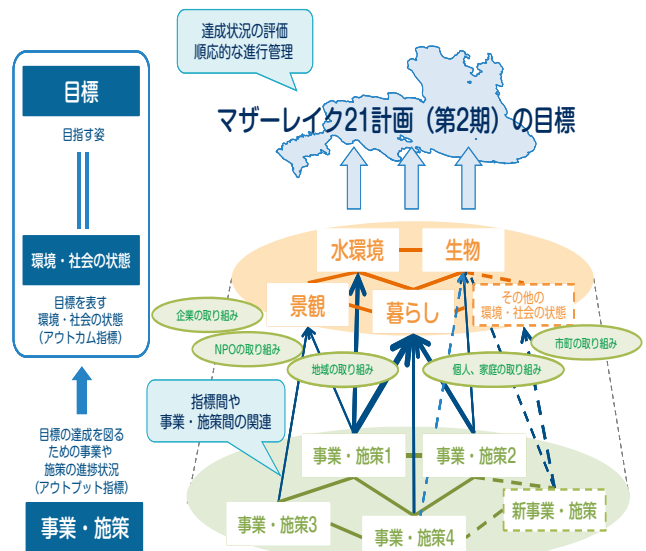 達成状況の評価
順応的な進行管理
目標
目指す姿
マザーレイク21計画（第2期）の目標
環境・社会の状態
目標を表す
環境・社会の状態
（アウトカム指標）
水環境
生物
景観
暮らし
その他の
環境・社会の状態
企業の取り組み
NPOの取り組み
地域の取り組み
個人、家庭の取り組み
市町の取り組み
指標間や
事業・施策間の関連
目標の達成を図る
ための事業や
施策の進捗状況
（アウトプット指標）
事業・施策
事業・施策1
事業・施策2
事業・施策3
事業・施策4
新事業・施策